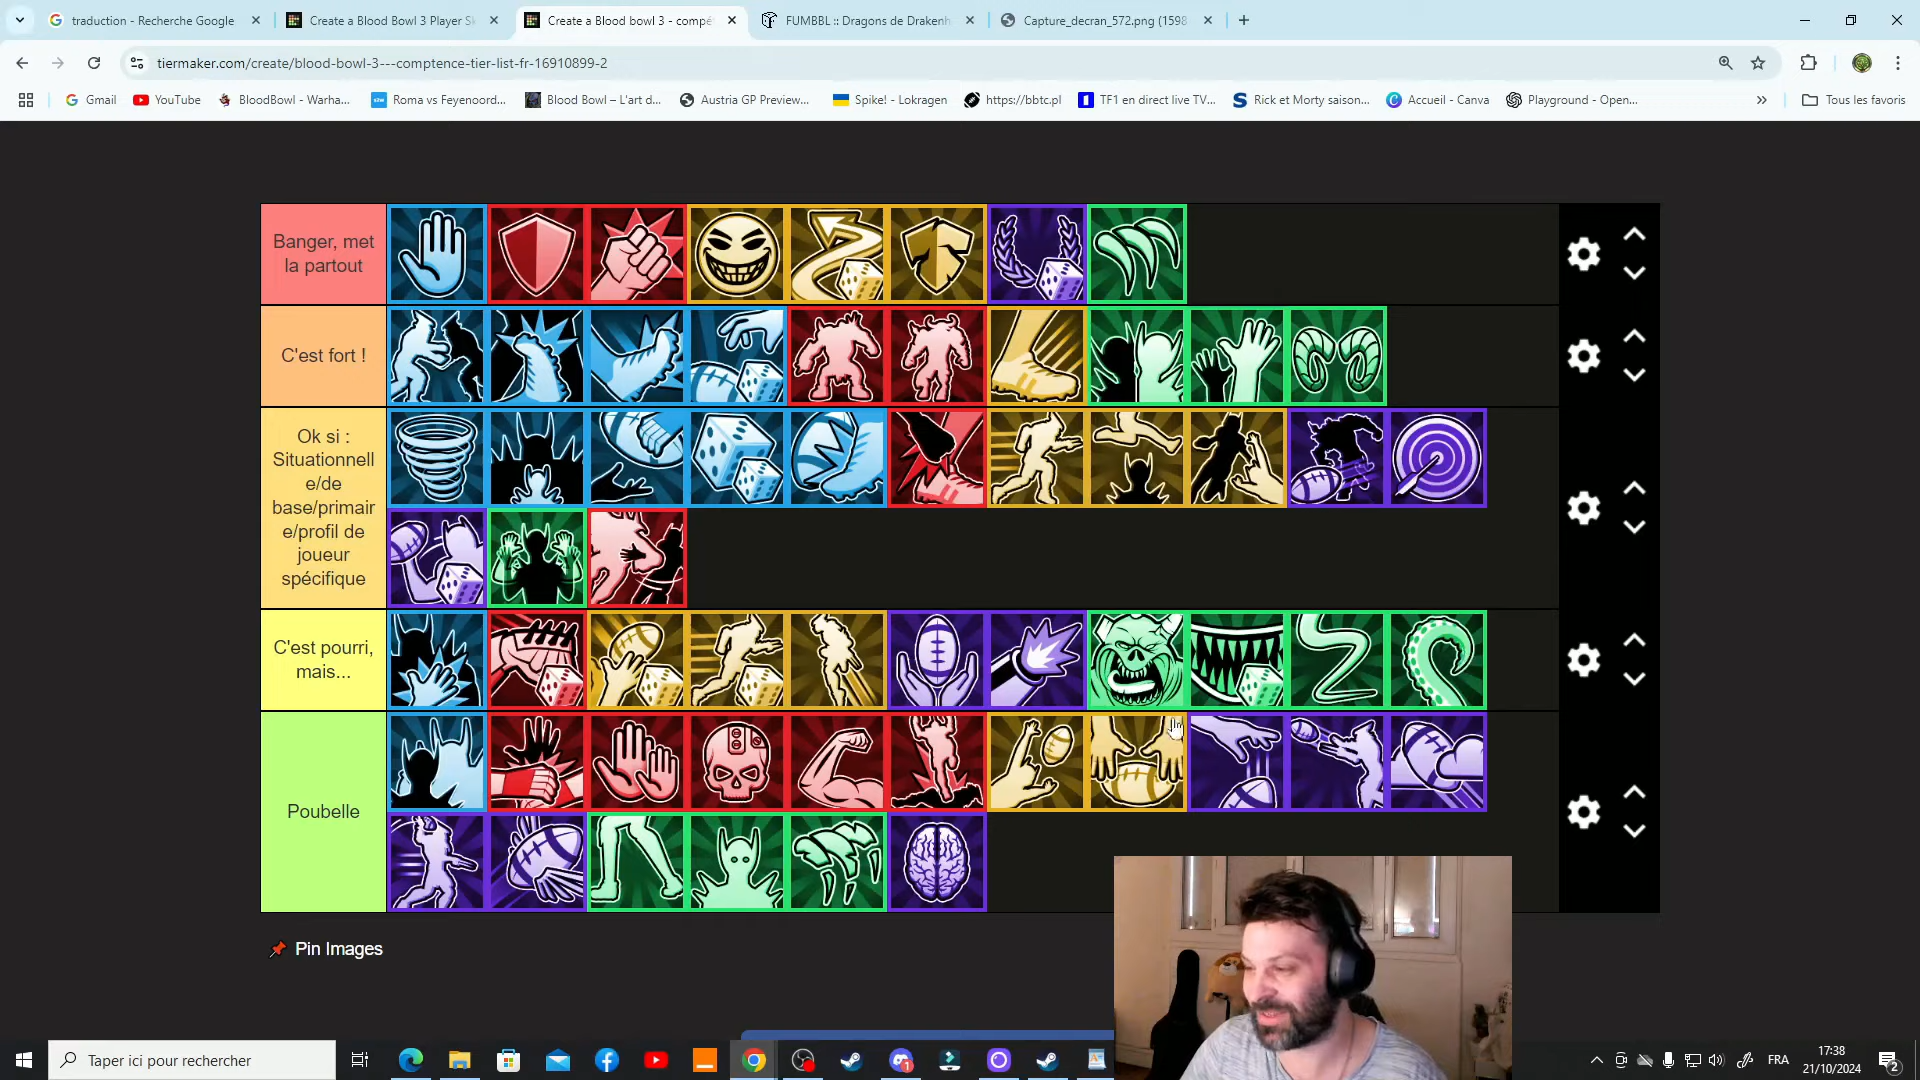 traduction - Recherche Google
Create a Blood Bowl 3 Player Sk
Create a Blood bowl 3 - compé
FUMBBL :: Dragons de Drakenh
Capture_decran_572.png (1598
tiermaker.com/create/blood-bowl-3---comptence-tier-list-fr-16910899-2
Gmail
YouTube
BloodBowl - Warha...
Roma vs Feyenoord...
Blood Bowl – L'art d...
Austria GP Preview...
Spike! - Lokragen
https://bbtc.pl
TF1 en direct live TV...
Rick et Morty saison...
Accueil - Canva
Playground - Open...
Tous les favoris
Banger, met
la partout
C'est fort !
Ok si :
Situationnell
e/de
base/primair
e/profil de
joueur
spécifique
C'est pourri,
mais...
Poubelle
Pin Images
Taper ici pour rechercher
FRA
17:38
21/10/2024
2